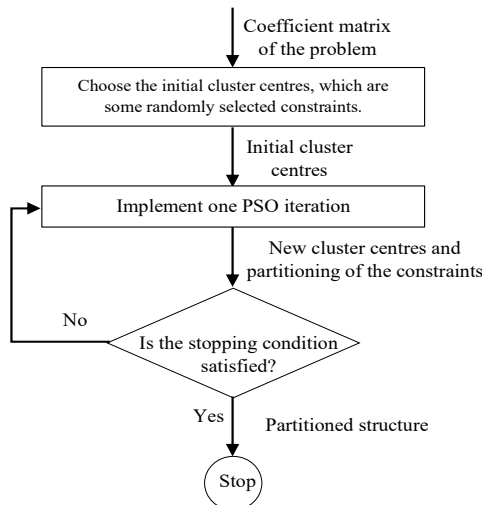 Coefficient matrix
of the problem
Choose the initial cluster centres, which are
some randomly selected constraints.
Initial cluster
centres
Implement one PSO iteration
New cluster centres and
partitioning of the constraints
No
Is the stopping condition
satisfied?
Yes
Partitioned structure
Stop